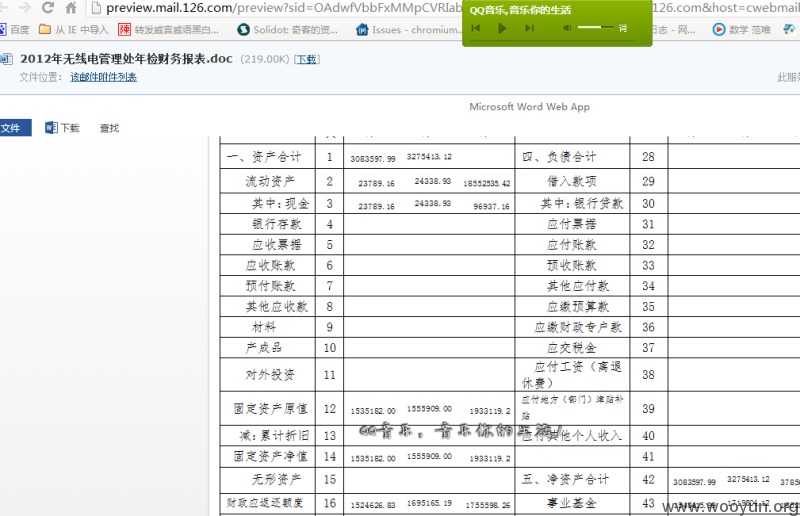 preview.mail.126.com/preview?sid=OAdwfVbbFxMMpCVRIab
126.com&host=cwebmail
QQ音乐,音乐你的生活
词
百度
从 IE 中导入
转发戚言戚语黑白...
Solidot: 奇客的资...
Issues - chromium...
志 - 网...
数学 范唯
2012年无线电管理处年检财务报表.doc (219.00K) [下载]
文件位置: 该邮件附件列表
此服务
Microsoft Word Web App
文件 下载 查找
一、资产合计 1 3083597.99 3275413.12 四、负债合计 28
流动资产 2 23789.16 24338.93 18552535.42 借入款项 29
其中:现金 3 23789.16 24338.93 96937.16 其中:银行贷款 30
银行存款 4 应付票据 31
应收票据 5 应付账款 32
应收账款 6 预收账款 33
预付账款 7 其他应付款 34
其他应收款 8 应缴预算款 35
材料 9 应缴财政专户款 36
产成品 10 应交税金 37
对外投资 11 应付工资（离退休费） 38
固定资产原值 12 1535182.00 1555909.00 1933119.2 应付地方（部门）津贴补贴 39
减:累计折旧 13 应付其他个人收入 40
QQ音乐，音乐你的生活！
固定资产净值 14 1535182.00 1555909.00 1933119.2 41
无形资产 15 五、净资产合计 42 3083597.99 3275413.12 3785
财政应返还额度 16 1524626.83 1695165.19 1755598.26 事业基金 43
www.wooyun.org